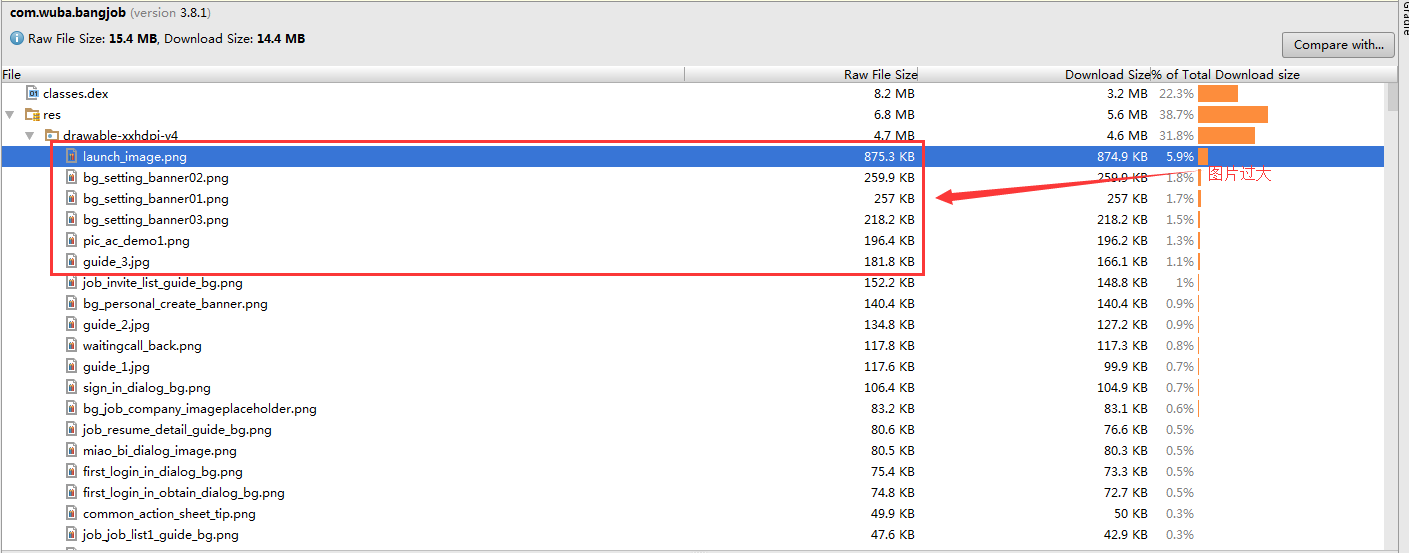 com.wuba.bangjob (version 3.8.1)
Raw File Size: 15.4 MB, Download Size: 14.4 MB
Compare with...
File Raw File Size Download Size % of Total Download size
classes.dex 8.2 MB 3.2 MB 22.3%
res 6.8 MB 5.6 MB 38.7%
drawable-xxhdpi-v4 4.7 MB 4.6 MB 31.8%
launch_image.png 875.3 KB 874.9 KB 5.9%
bg_setting_banner02.png 259.9 KB 259.9 KB 1.8% 图片过大
bg_setting_banner01.png 257 KB 257 KB 1.7%
bg_setting_banner03.png 218.2 KB 218.2 KB 1.5%
pic_ac_demo1.png 196.4 KB 196.2 KB 1.3%
guide_3.jpg 181.8 KB 166.1 KB 1.1%
job_invite_list_guide_bg.png 152.2 KB 148.8 KB 1%
bg_personal_create_banner.png 140.4 KB 140.4 KB 0.9%
guide_2.jpg 134.8 KB 127.2 KB 0.9%
waitingcall_back.png 117.8 KB 117.3 KB 0.8%
guide_1.jpg 117.6 KB 99.9 KB 0.7%
sign_in_dialog_bg.png 106.4 KB 104.9 KB 0.7%
bg_job_company_imageplaceholder.png 83.2 KB 83.1 KB 0.6%
job_resume_detail_guide_bg.png 80.6 KB 76.6 KB 0.5%
miao_bi_dialog_image.png 80.5 KB 80.3 KB 0.5%
first_login_in_dialog_bg.png 75.4 KB 73.3 KB 0.5%
first_login_in_obtain_dialog_bg.png 74.8 KB 72.7 KB 0.5%
common_action_sheet_tip.png 49.9 KB 50 KB 0.3%
job_job_list1_guide_bg.png 47.6 KB 42.9 KB 0.3%